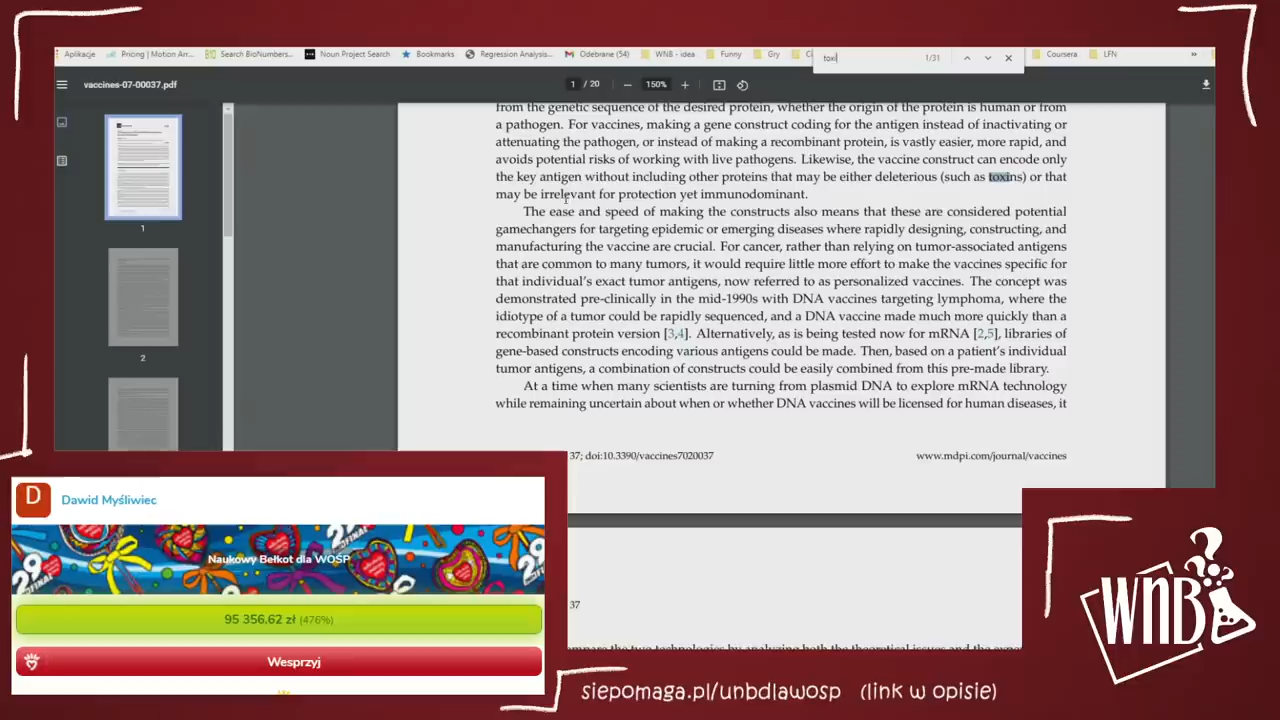 Aplikacje
Pricing | Motion Arr...
Search BioNumbers...
Noun Project Search
Bookmarks
Regression Analysis...
Odebrane (54)
WNB - idea
Funny
Gry
toxi
1/31
Coursera
LFN
»
vaccines-07-00037.pdf
1 / 20
150%
from the genetic sequence of the desired protein, whether the origin of the protein is human or from
a pathogen. For vaccines, making a gene construct coding for the antigen instead of inactivating or
attenuating the pathogen, or instead of making a recombinant protein, is vastly easier, more rapid, and
avoids potential risks of working with live pathogens. Likewise, the vaccine construct can encode only
the key antigen without including other proteins that may be either deleterious (such as toxins) or that
may be irrelevant for protection yet immunodominant.
The ease and speed of making the constructs also means that these are considered potential
gamechangers for targeting epidemic or emerging diseases where rapidly designing, constructing, and
manufacturing the vaccine are crucial. For cancer, rather than relying on tumor-associated antigens
that are common to many tumors, it would require little more effort to make the vaccines specific for
that individual's exact tumor antigens, now referred to as personalized vaccines. The concept was
demonstrated pre-clinically in the mid-1990s with DNA vaccines targeting lymphoma, where the
idiotype of a tumor could be rapidly sequenced, and a DNA vaccine made much more quickly than a
recombinant protein version [3,4]. Alternatively, as is being tested now for mRNA [2,5], libraries of
gene-based constructs encoding various antigens could be made. Then, based on a patient's individual
tumor antigens, a combination of constructs could be easily combined from this pre-made library.
At a time when many scientists are turning from plasmid DNA to explore mRNA technology
while remaining uncertain about when or whether DNA vaccines will be licensed for human diseases, it
37; doi:10.3390/vaccines7020037
www.mdpi.com/journal/vaccines
1
2
37
compare the two technologies by analyzing both the theoretical issues and the
D
Dawid Myśliwiec
Naukowy Bełkot dla WOŚP
29
FINAŁ
95 356.62 zł (476%)
Wesprzyj
WNB
siepomaga.pl/unbdlawosp (link w opisie)